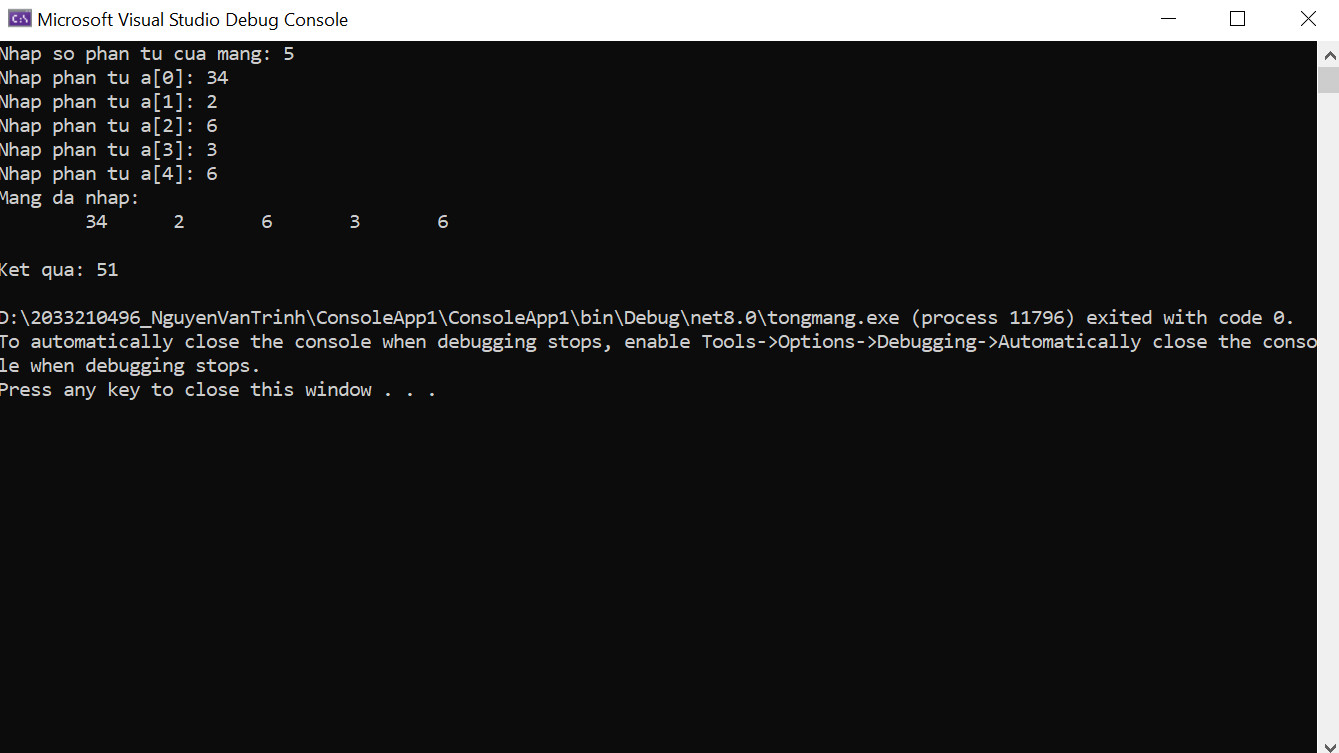 Microsoft Visual Studio Debug Console
Nhap so phan tu cua mang: 5
Nhap phan tu a[0]: 34
Nhap phan tu a[1]: 2
Nhap phan tu a[2]: 6
Nhap phan tu a[3]: 3
Nhap phan tu a[4]: 6
Mang da nhap:
34 2 6 3 6
Ket qua: 51
D:\2033210496_NguyenVanTrinh\ConsoleApp1\ConsoleApp1\bin\Debug\net8.0\tongmang.exe (process 11796) exited with code 0.
To automatically close the console when debugging stops, enable Tools->Options->Debugging->Automatically close the conso
le when debugging stops.
Press any key to close this window . . .